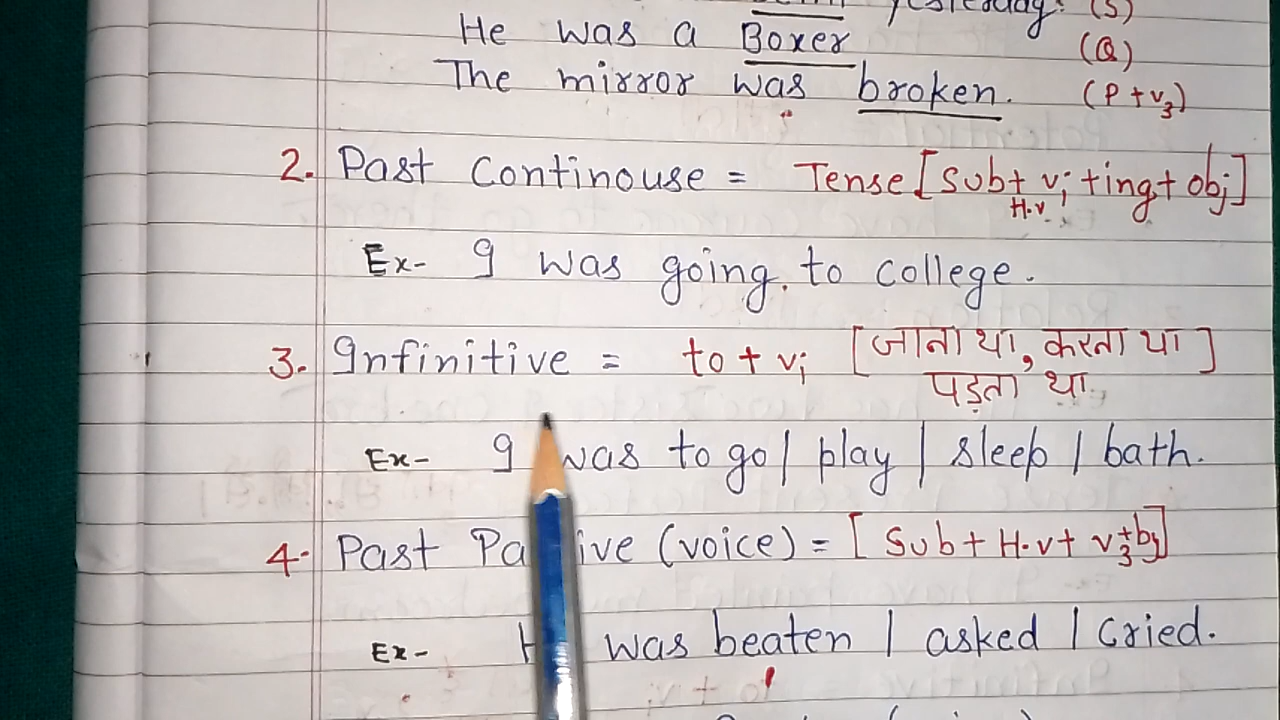 yesterday. (S)
He was a Boxer (Q)
The mirror was broken. (P+v3)
2. Past Continouse = Tense [Sub+ v1 +ing+ obj]
H.v
Ex- I was going to college.
3. Infinitive = to + v1 [जाना था, करना था
पड़ता था.]
Ex- I was to go | play | sleep | bath.
4. Past Pa ive (voice) = [Sub+H.v+ v3+by]
Ex- was beaten | asked | cried.